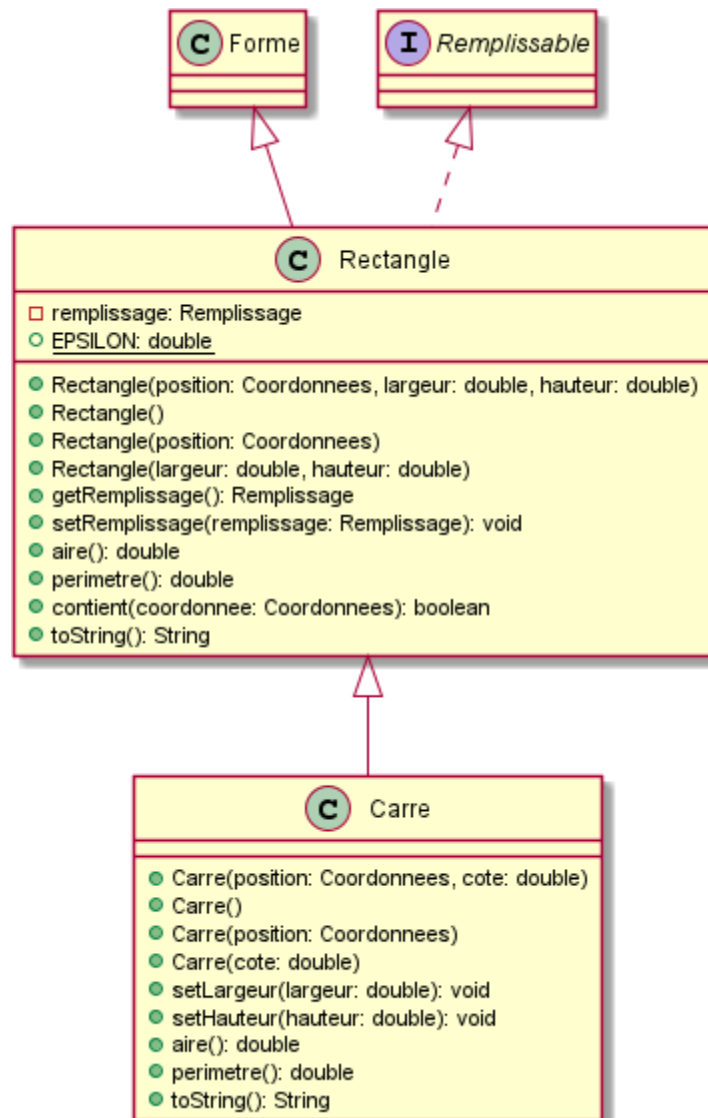 C Forme
I Remplissable
C Rectangle
remplissage: Remplissage
EPSILON: double
Rectangle(position: Coordonnees, largeur: double, hauteur: double)
Rectangle()
Rectangle(position: Coordonnees)
Rectangle(largeur: double, hauteur: double)
getRemplissage(): Remplissage
setRemplissage(remplissage: Remplissage): void
aire(): double
perimetre(): double
contient(coordonnee: Coordonnees): boolean
toString(): String
C Carre
Carre(position: Coordonnees, cote: double)
Carre()
Carre(position: Coordonnees)
Carre(cote: double)
setLargeur(largeur: double): void
setHauteur(hauteur: double): void
aire(): double
perimetre(): double
toString(): String